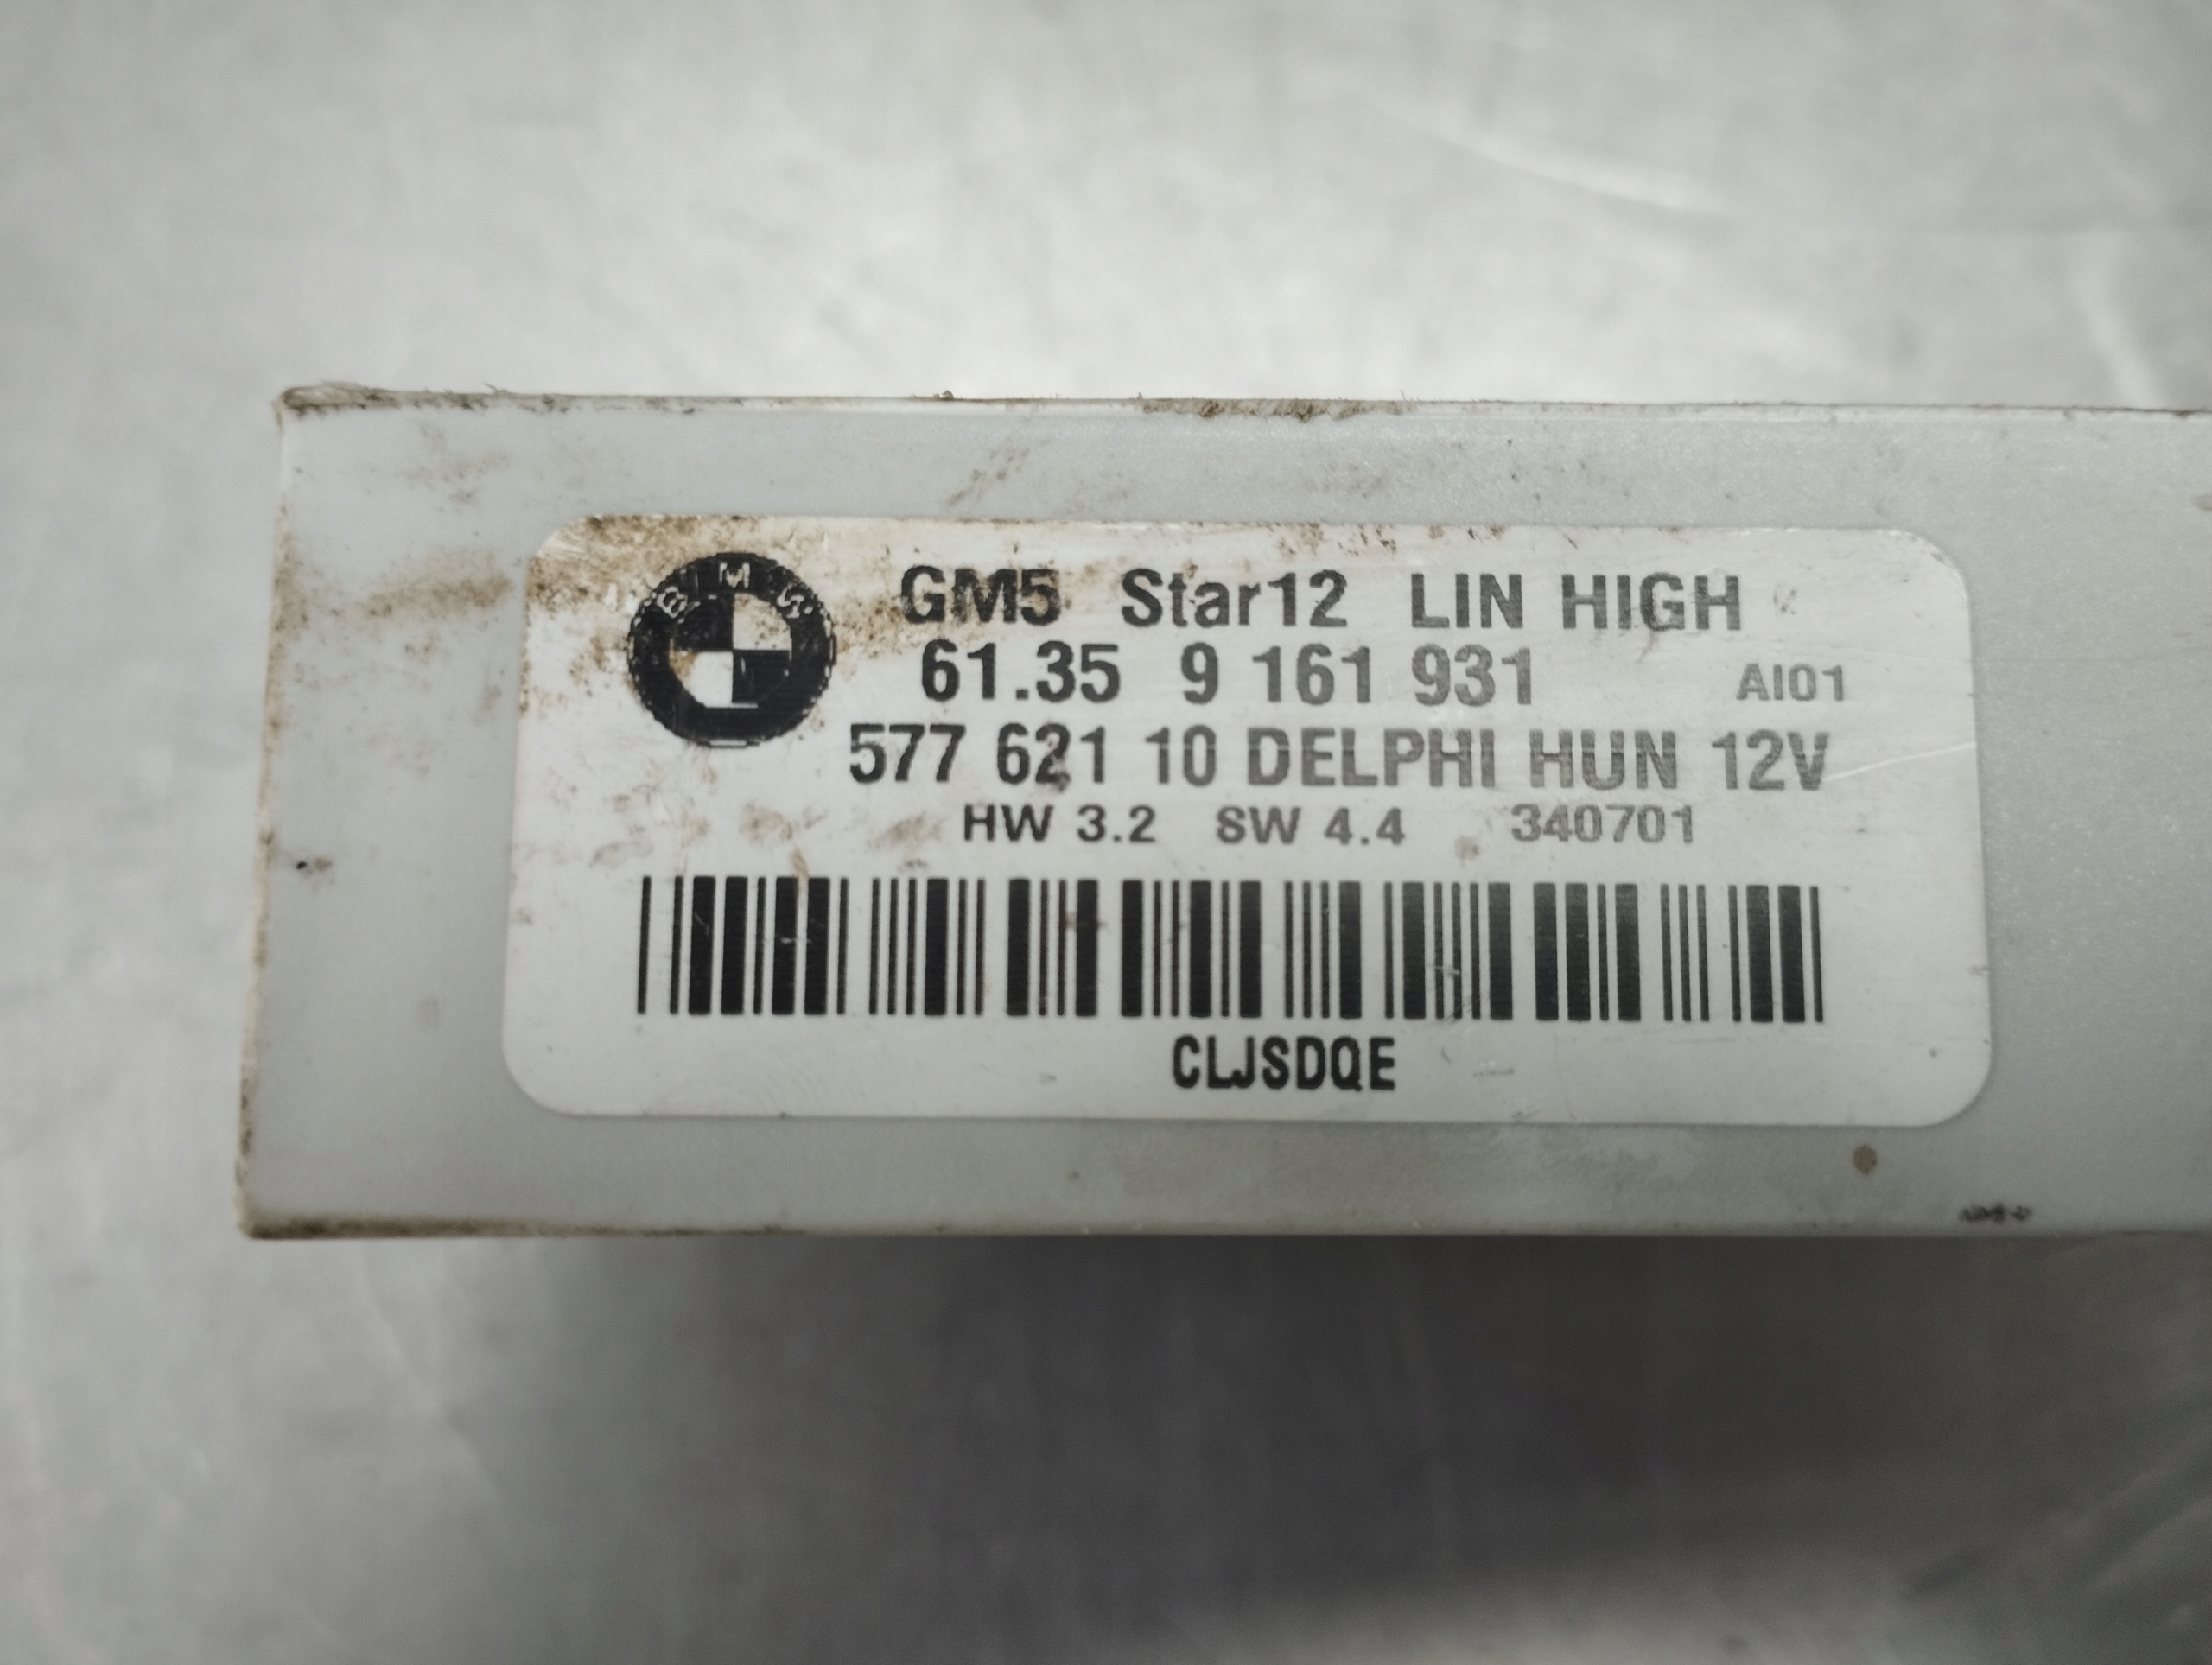 BMW
GM5 Star12 LIN HIGH
61.35 9 161 931 AI01
577 621 10 DELPHI HUN 12V
HW 3.2 SW 4.4 340701
CLJSDQE